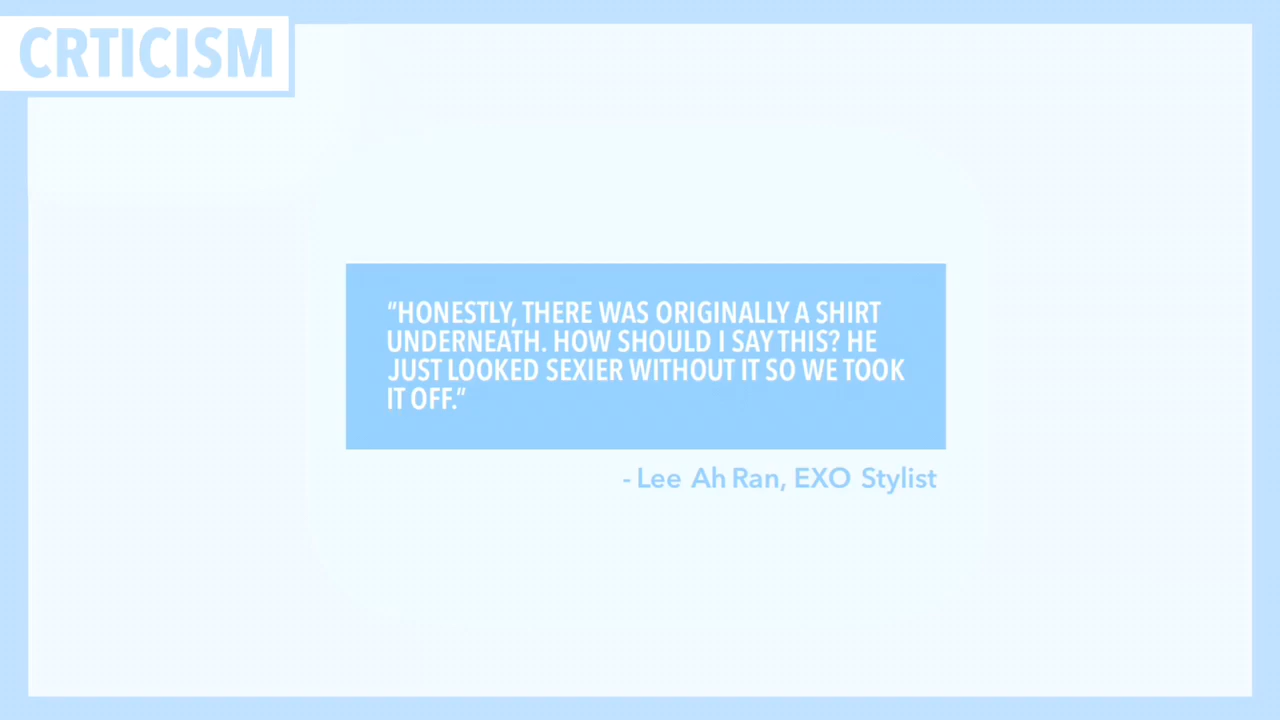 CRTICISM
“HONESTLY, THERE WAS ORIGINALLY A SHIRT
UNDERNEATH. HOW SHOULD I SAY THIS? HE
JUST LOOKED SEXIER WITHOUT IT SO WE TOOK
IT OFF.”
- Lee Ah Ran, EXO Stylist